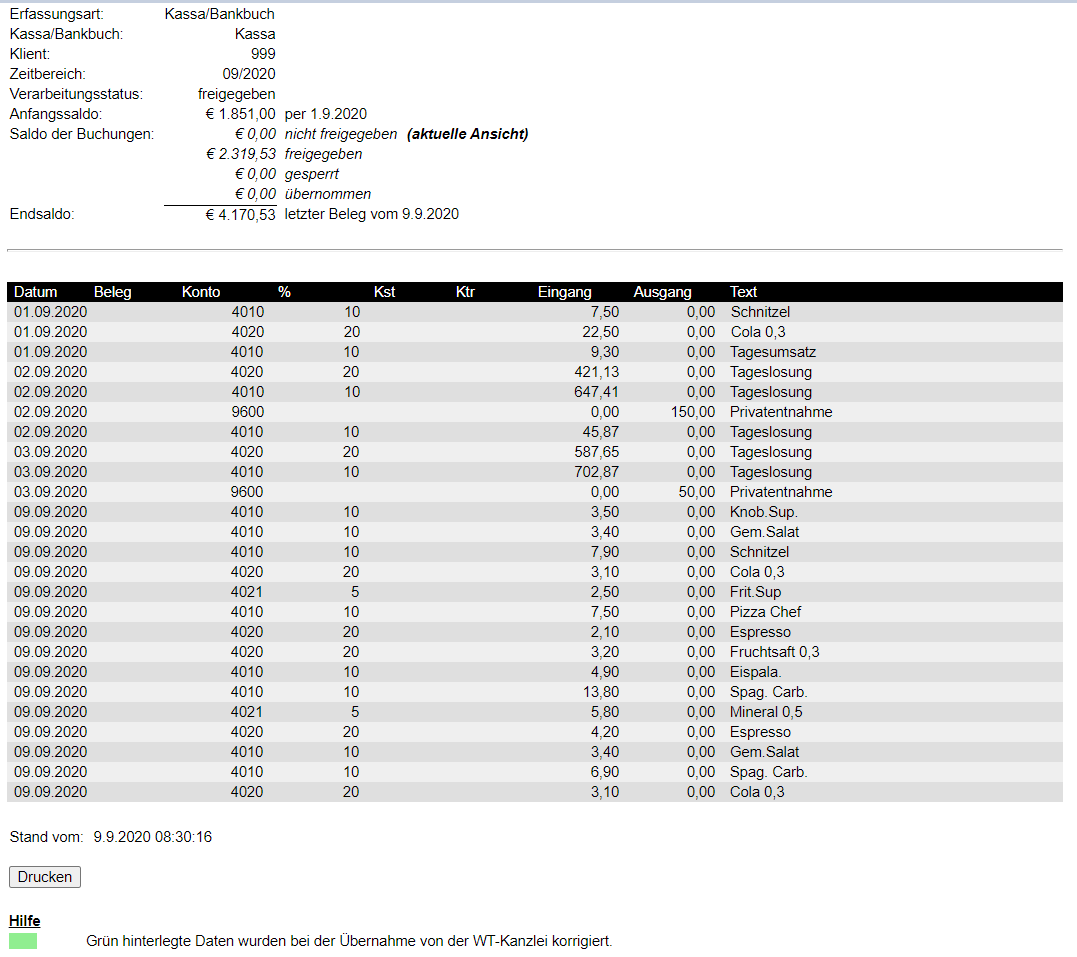 Erfassungsart: Kassa/Bankbuch
Kassa/Bankbuch: Kassa
Klient: 999
Zeitbereich: 09/2020
Verarbeitungsstatus: freigegeben
Anfangssaldo: € 1.851,00 per 1.9.2020
Saldo der Buchungen: € 0,00 nicht freigegeben (aktuelle Ansicht)
€ 2.319,53 freigegeben
€ 0,00 gesperrt
€ 0,00 übernommen
Endsaldo: € 4.170,53 letzter Beleg vom 9.9.2020
Datum Beleg Konto % Kst Ktr Eingang Ausgang Text
01.09.2020 4010 10 7,50 0,00 Schnitzel
01.09.2020 4020 20 22,50 0,00 Cola 0,3
01.09.2020 4010 10 9,30 0,00 Tagesumsatz
02.09.2020 4020 20 421,13 0,00 Tageslosung
02.09.2020 4010 10 647,41 0,00 Tageslosung
02.09.2020 9600 0,00 150,00 Privatentnahme
02.09.2020 4010 10 45,87 0,00 Tageslosung
03.09.2020 4020 20 587,65 0,00 Tageslosung
03.09.2020 4010 10 702,87 0,00 Tageslosung
03.09.2020 9600 0,00 50,00 Privatentnahme
09.09.2020 4010 10 3,50 0,00 Knob.Sup.
09.09.2020 4010 10 3,40 0,00 Gem.Salat
09.09.2020 4010 10 7,90 0,00 Schnitzel
09.09.2020 4020 20 3,10 0,00 Cola 0,3
09.09.2020 4021 5 2,50 0,00 Frit.Sup
09.09.2020 4010 10 7,50 0,00 Pizza Chef
09.09.2020 4020 20 2,10 0,00 Espresso
09.09.2020 4020 20 3,20 0,00 Fruchtsaft 0,3
09.09.2020 4010 10 4,90 0,00 Eispala.
09.09.2020 4010 10 13,80 0,00 Spag. Carb.
09.09.2020 4021 5 5,80 0,00 Mineral 0,5
09.09.2020 4020 20 4,20 0,00 Espresso
09.09.2020 4010 10 3,40 0,00 Gem.Salat
09.09.2020 4010 10 6,90 0,00 Spag. Carb.
09.09.2020 4020 20 3,10 0,00 Cola 0,3
Stand vom: 9.9.2020 08:30:16
Drucken
Hilfe
Grün hinterlegte Daten wurden bei der Übernahme von der WT-Kanzlei korrigiert.